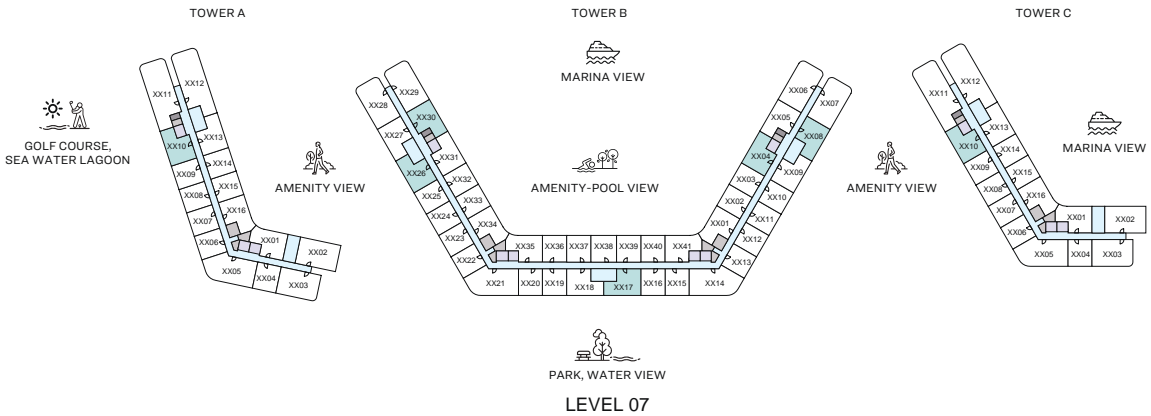 TOWER A
TOWER B
TOWER C
MARINA VIEW
GOLF COURSE,
SEA WATER LAGOON
AMENITY VIEW
AMENITY-POOL VIEW
AMENITY VIEW
MARINA VIEW
XX12
XX11
XX10
XX13
XX09
XX14
XX08
XX15
XX07
XX16
XX06
XX01
XX02
XX05
XX04
XX03
XX29
XX28
XX30
XX27
XX31
XX26
XX32
XX25
XX33
XX24
XX34
XX23
XX22
XX35
XX36
XX37
XX38
XX39
XX40
XX41
XX21
XX20
XX19
XX18
XX17
XX16
XX15
XX14
XX06
XX07
XX05
XX08
XX04
XX09
XX03
XX10
XX02
XX11
XX01
XX12
XX13
XX12
XX11
XX13
XX10
XX14
XX09
XX15
XX08
XX16
XX07
XX06
XX01
XX02
XX05
XX04
XX03
PARK, WATER VIEW
LEVEL 07